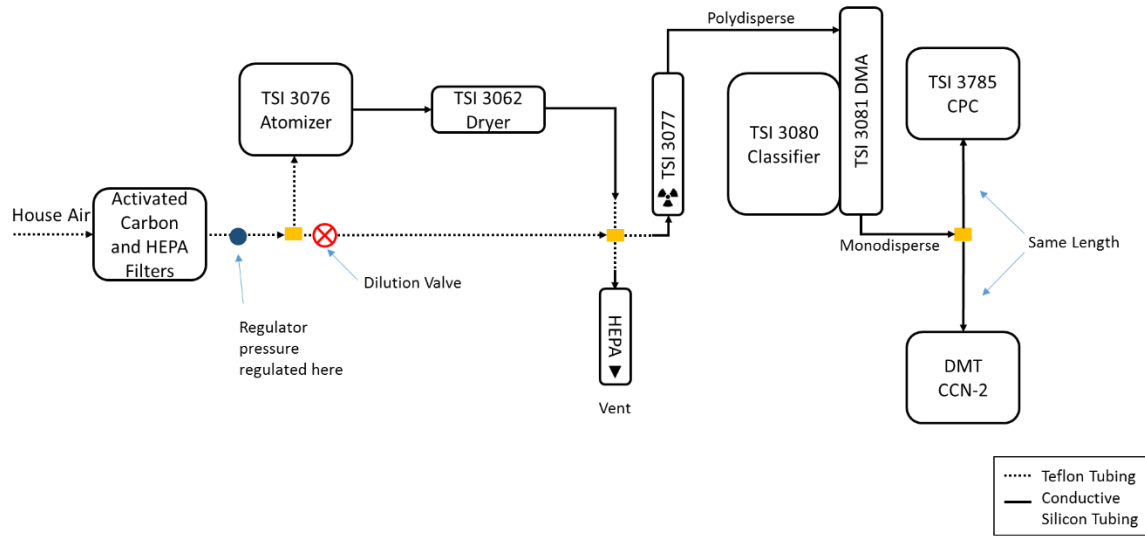 Polydisperse
TSI 3076
Atomizer
TSI 3062
Dryer
TSI 3077
TSI 3080
Classifier
TSI 3081 DMA
TSI 3785
CPC
House Air
Activated
Carbon
and HEPA
Filters
Dilution Valve
Regulator
pressure
regulated here
HEPA
Vent
Monodisperse
Same Length
DMT
CCN-2
Teflon Tubing
Conductive
Silicon Tubing